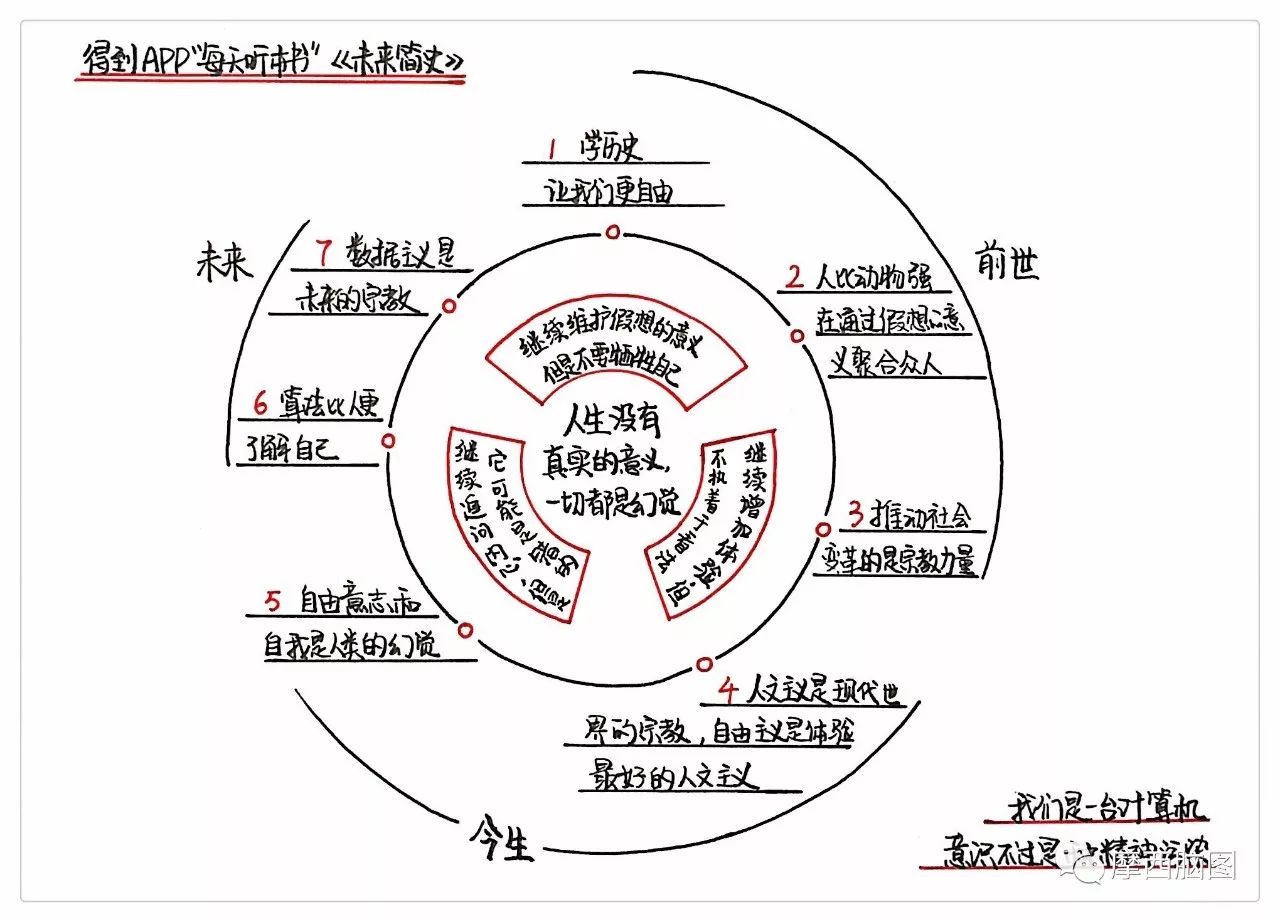 得到APP“每天听本书”《未来简史》
1 学历史
让我们更自由
前世
2 人比动物强
在通过假想意
义聚合众人
3 推动社会
变革的是宗教力量
4 人文主义是现代世
界的宗教，自由主义是体验
最好的人文主义
今生
5 自由意志和
自我是人类的幻觉
6 算法比人更
了解自己
未来
7 数据主义是
未来的宗教
继续维护假想的意义
但是不要牺牲自己
继续增加体验值
不执着于看法
继续追问内心，但是
它可能是错的
人生没有
真实的意义，
一切都是幻觉
我们是一台计算机
意识不过是 精神污染
摩西脑图